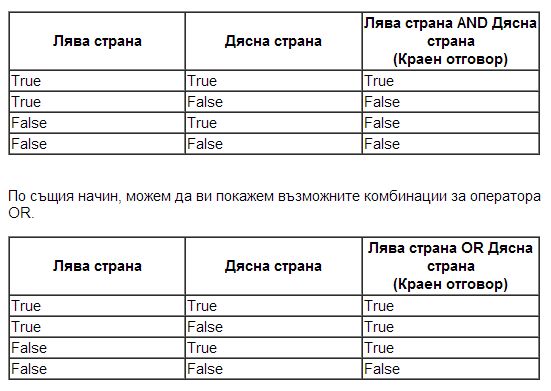 Лява страна Дясна страна Лява страна AND Дясна
страна
(Краен отговор)
True True True
True False False
False True False
False False False
По същия начин, можем да ви покажем възможните комбинации за оператора
OR.
Лява страна Дясна страна Лява страна OR Дясна
страна
(Краен отговор)
True True True
True False True
False True True
False False False